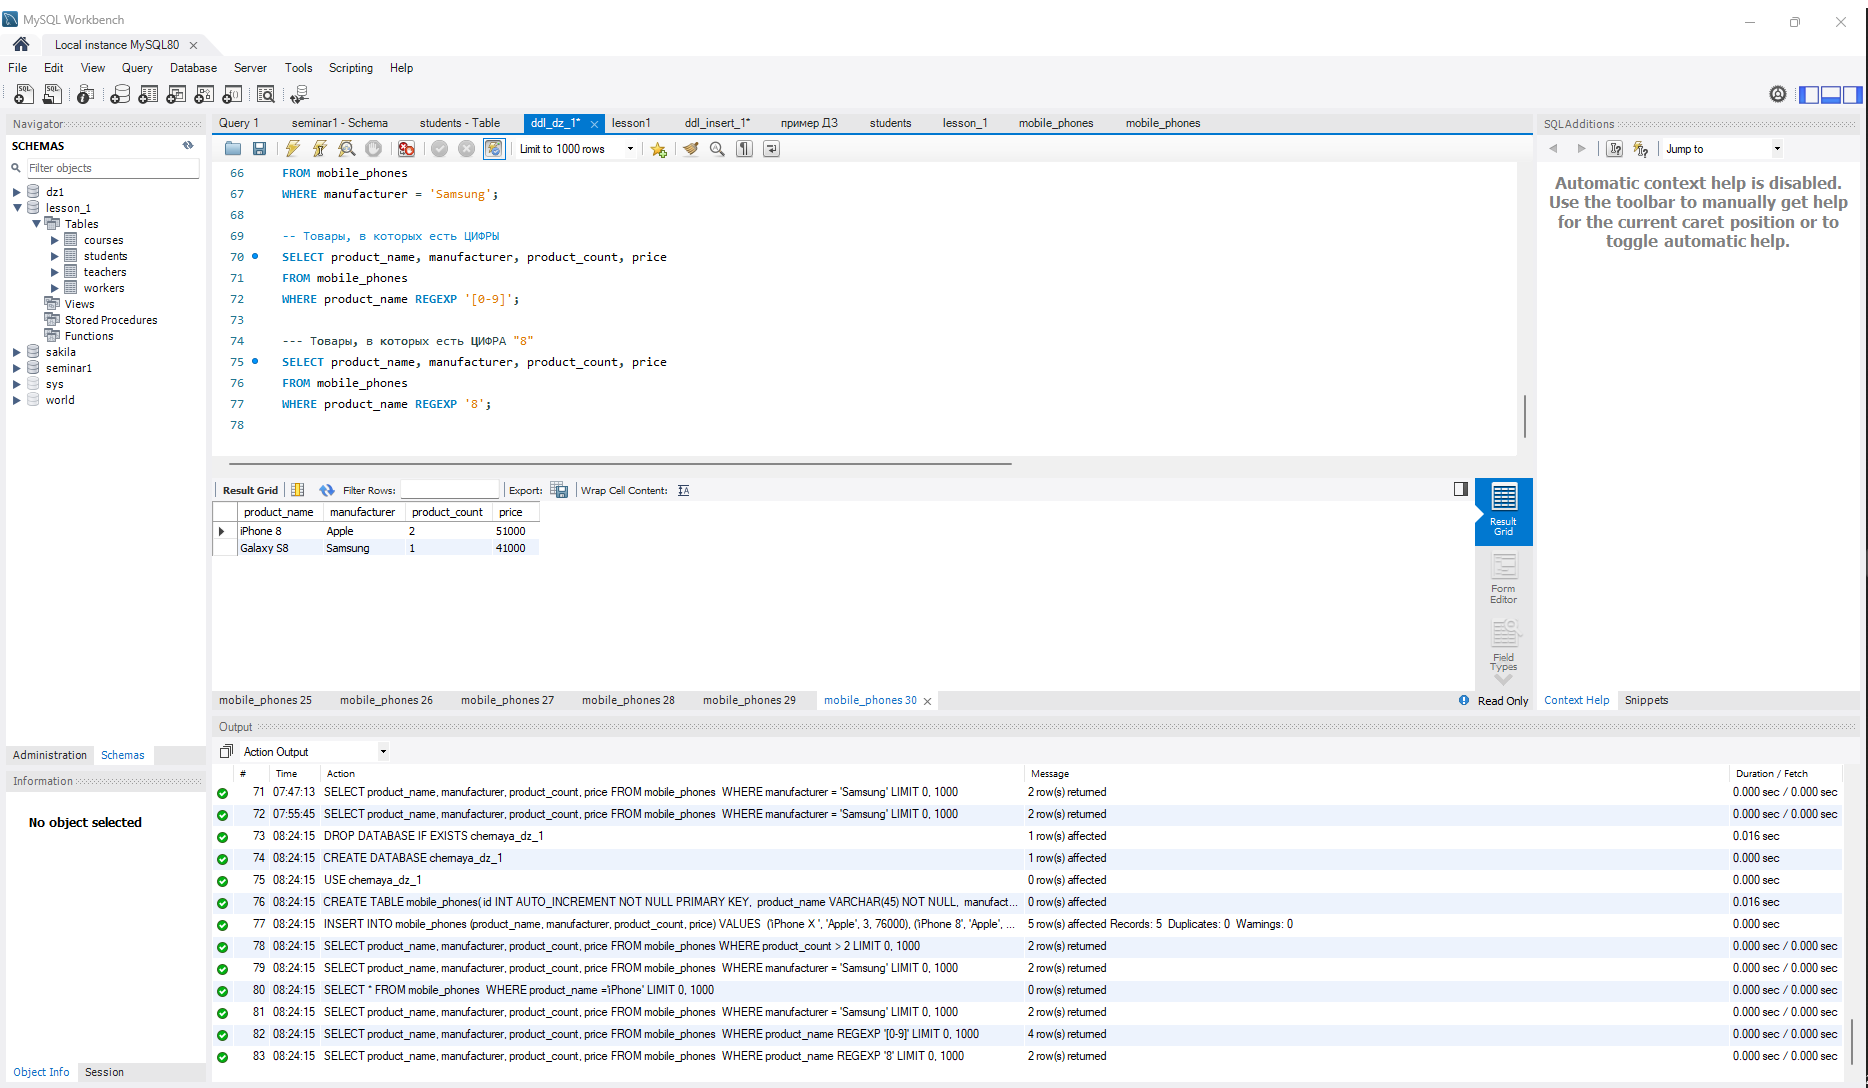 MySQL Workbench
Local instance MySQL80
File Edit View Query Database Server Tools Scripting Help
Navigator
SCHEMAS
Filter objects
dz1
lesson_1
Tables
courses
students
teachers
workers
Views
Stored Procedures
Functions
sakila
seminar1
sys
world
Administration Schemas
Information
No object selected
Object Info Session
Query 1 seminar1 - Schema students - Table ddl_dz_1* lesson1 ddl_insert_1* пример ДЗ students lesson_1 mobile_phones mobile_phones
Limit to 1000 rows
66 FROM mobile_phones
67 WHERE manufacturer = 'Samsung';
68
69 -- Товары, в которых есть ЦИФРЫ
70 SELECT product_name, manufacturer, product_count, price
71 FROM mobile_phones
72 WHERE product_name REGEXP '[0-9]';
73
74 --- Товары, в которых есть ЦИФРА "8"
75 SELECT product_name, manufacturer, product_count, price
76 FROM mobile_phones
77 WHERE product_name REGEXP '8';
78
Result Grid Filter Rows: Export: Wrap Cell Content:
product_name manufacturer product_count price
iPhone 8 Apple 2 51000
Galaxy S8 Samsung 1 41000
Result Grid
Form Editor
Field Types
mobile_phones 25 mobile_phones 26 mobile_phones 27 mobile_phones 28 mobile_phones 29 mobile_phones 30
Read Only
SQLAdditions
Jump to
Automatic context help is disabled.
Use the toolbar to manually get help
for the current caret position or to
toggle automatic help.
Context Help Snippets
Output
Action Output
# Time Action Message Duration / Fetch
71 07:47:13 SELECT product_name, manufacturer, product_count, price FROM mobile_phones WHERE manufacturer = 'Samsung' LIMIT 0, 1000 2 row(s) returned 0.000 sec / 0.000 sec
72 07:55:45 SELECT product_name, manufacturer, product_count, price FROM mobile_phones WHERE manufacturer = 'Samsung' LIMIT 0, 1000 2 row(s) returned 0.000 sec / 0.000 sec
73 08:24:15 DROP DATABASE IF EXISTS chernaya_dz_1 1 row(s) affected 0.016 sec
74 08:24:15 CREATE DATABASE chernaya_dz_1 1 row(s) affected 0.000 sec
75 08:24:15 USE chernaya_dz_1 0 row(s) affected 0.000 sec
76 08:24:15 CREATE TABLE mobile_phones( id INT AUTO_INCREMENT NOT NULL PRIMARY KEY, product_name VARCHAR(45) NOT NULL, manufact... 0 row(s) affected 0.016 sec
77 08:24:15 INSERT INTO mobile_phones (product_name, manufacturer, product_count, price) VALUES ('iPhone X ', 'Apple', 3, 76000), ('iPhone 8', 'Apple', ... 5 row(s) affected Records: 5 Duplicates: 0 Warnings: 0 0.000 sec
78 08:24:15 SELECT product_name, manufacturer, product_count, price FROM mobile_phones WHERE product_count > 2 LIMIT 0, 1000 2 row(s) returned 0.000 sec / 0.000 sec
79 08:24:15 SELECT product_name, manufacturer, product_count, price FROM mobile_phones WHERE manufacturer = 'Samsung' LIMIT 0, 1000 2 row(s) returned 0.000 sec / 0.000 sec
80 08:24:15 SELECT * FROM mobile_phones WHERE product_name ='iPhone' LIMIT 0, 1000 0 row(s) returned 0.000 sec / 0.000 sec
81 08:24:15 SELECT product_name, manufacturer, product_count, price FROM mobile_phones WHERE manufacturer = 'Samsung' LIMIT 0, 1000 2 row(s) returned 0.000 sec / 0.000 sec
82 08:24:15 SELECT product_name, manufacturer, product_count, price FROM mobile_phones WHERE product_name REGEXP '[0-9]' LIMIT 0, 1000 4 row(s) returned 0.000 sec / 0.000 sec
83 08:24:15 SELECT product_name, manufacturer, product_count, price FROM mobile_phones WHERE product_name REGEXP '8' LIMIT 0, 1000 2 row(s) returned 0.000 sec / 0.000 sec